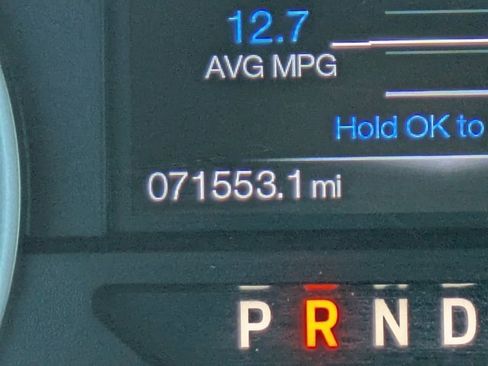 12.7
AVG MPG
Hold OK to
071553.1 mi
P R N D